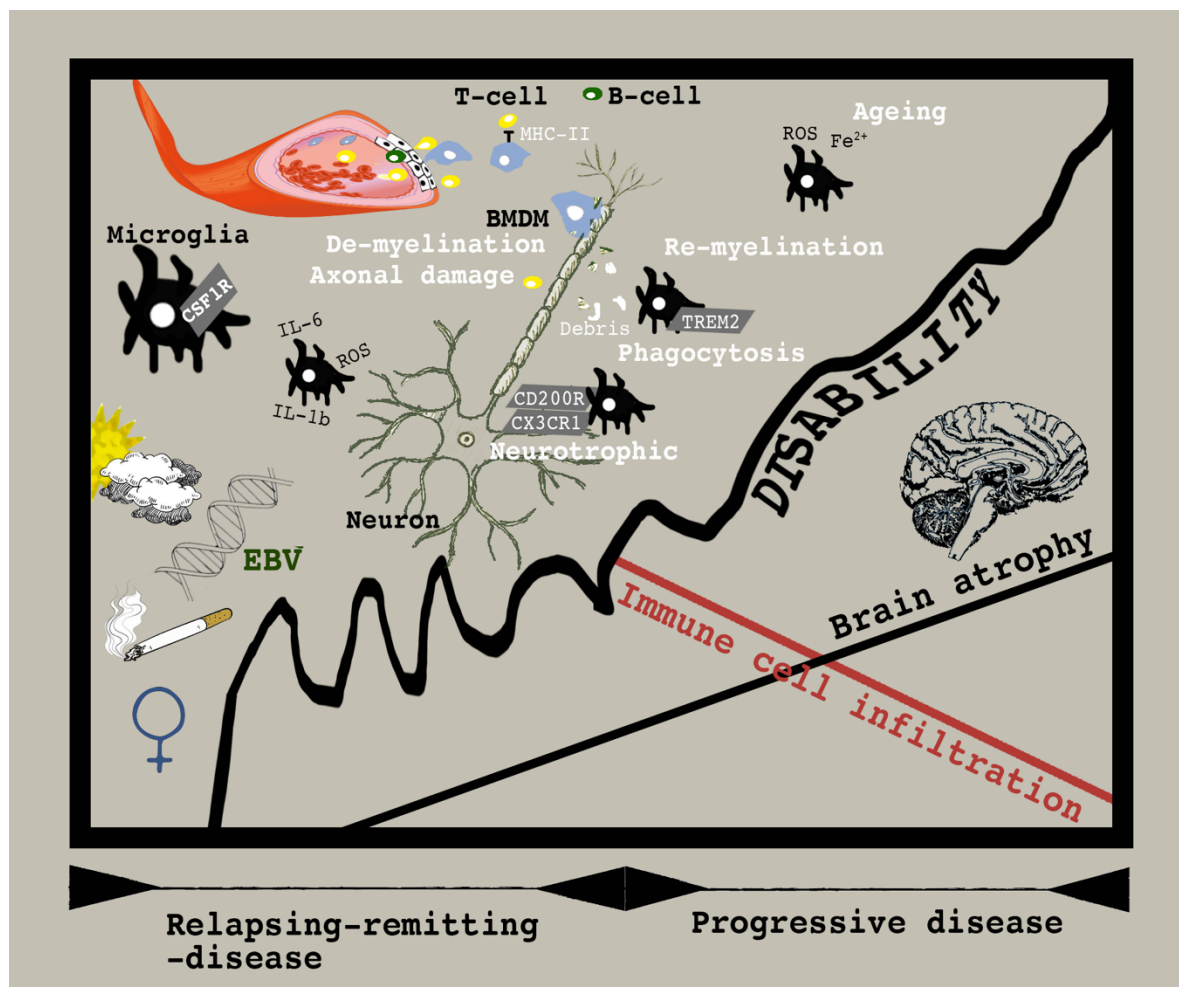 T-cell
B-cell
Ageing
MHC-II
ROS
Fe²⁺
BMDM
Microglia
De-myelination
Axonal damage
Re-myelination
CSF1R
IL-6
ROS
IL-1b
Debris
TREM2
Phagocytosis
CD200R
CX3CR1
Neurotrophic
DISABILITY
Neuron
EBV
Brain atrophy
Immune cell infiltration
Relapsing-remitting
-disease
Progressive disease